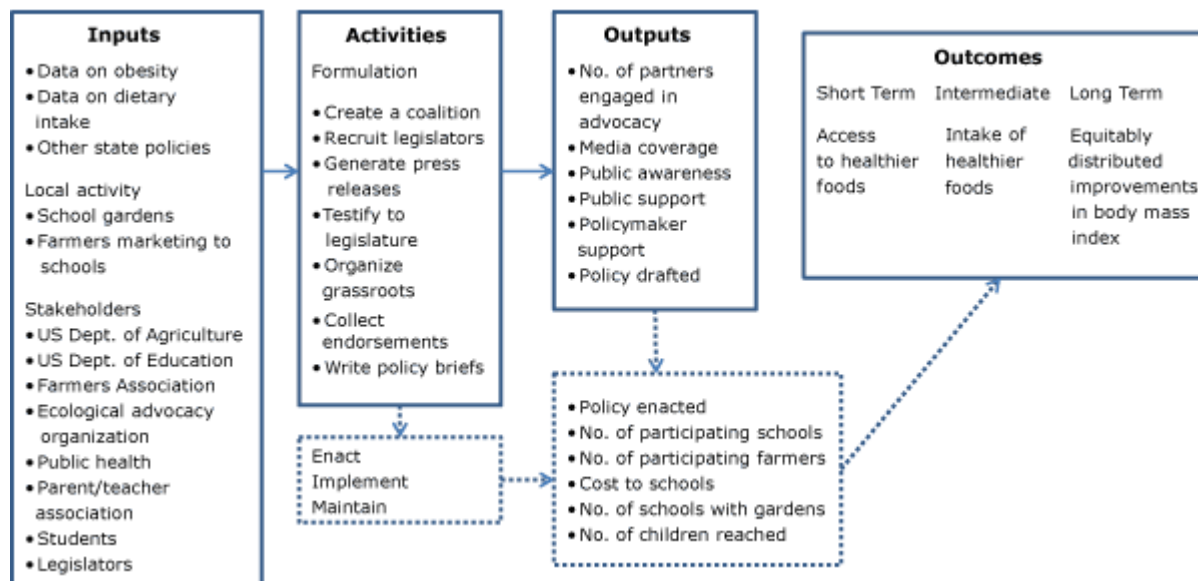 Inputs
• Data on obesity
• Data on dietary
intake
• Other state policies
Local activity
• School gardens
• Farmers marketing to
schools
Stakeholders
• US Dept. of Agriculture
• US Dept. of Education
• Farmers Association
• Ecological advocacy
organization
• Public health
• Parent/teacher
association
• Students
• Legislators
Activities
Formulation
• Create a coalition
• Recruit legislators
• Generate press
releases
• Testify to
legislature
• Organize
grassroots
• Collect
endorsements
• Write policy briefs
Enact
Implement
Maintain
Outputs
• No. of partners
engaged in
advocacy
• Media coverage
• Public awareness
• Public support
• Policymaker
support
• Policy drafted
• Policy enacted
• No. of participating schools
• No. of participating farmers
• Cost to schools
• No. of schools with gardens
• No. of children reached
Outcomes
Short Term
Access
to healthier
foods
Intermediate
Intake of
healthier
foods
Long Term
Equitably
distributed
improvements
in body mass
index